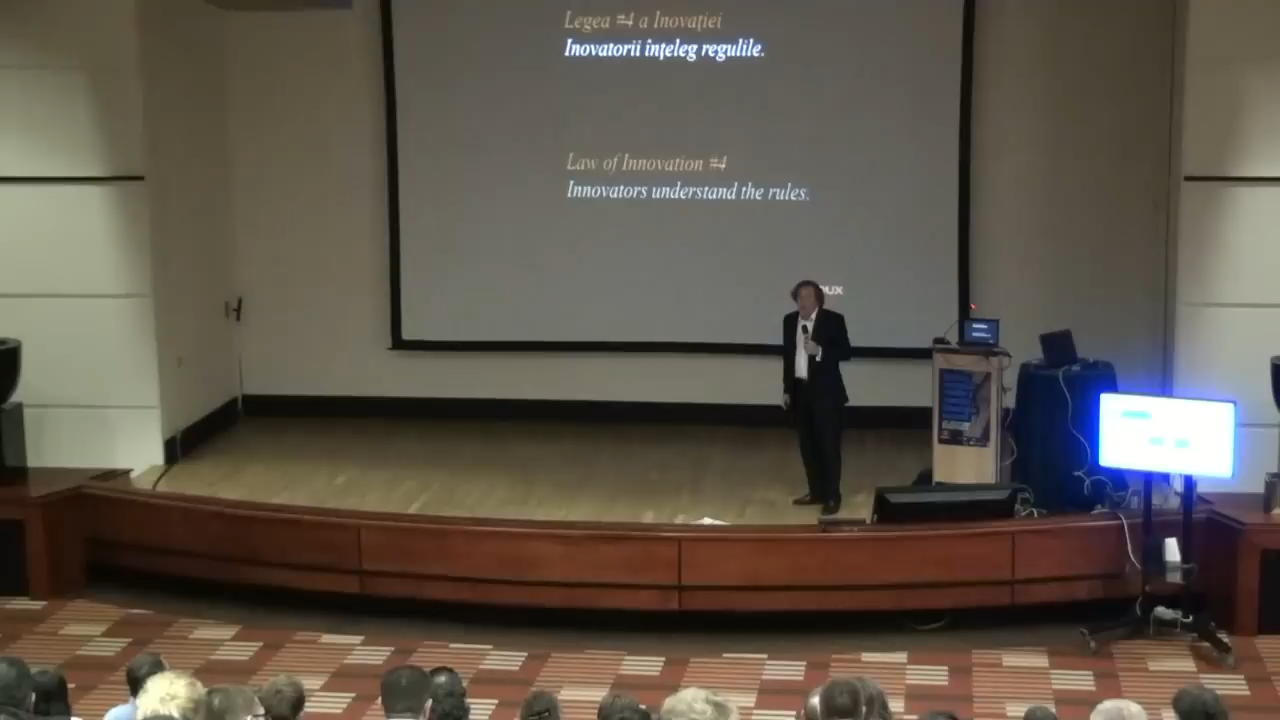 Legea #4 a Inovației
Inovatorii înțeleg regulile.
Law of Innovation #4
Innovators understand the rules.